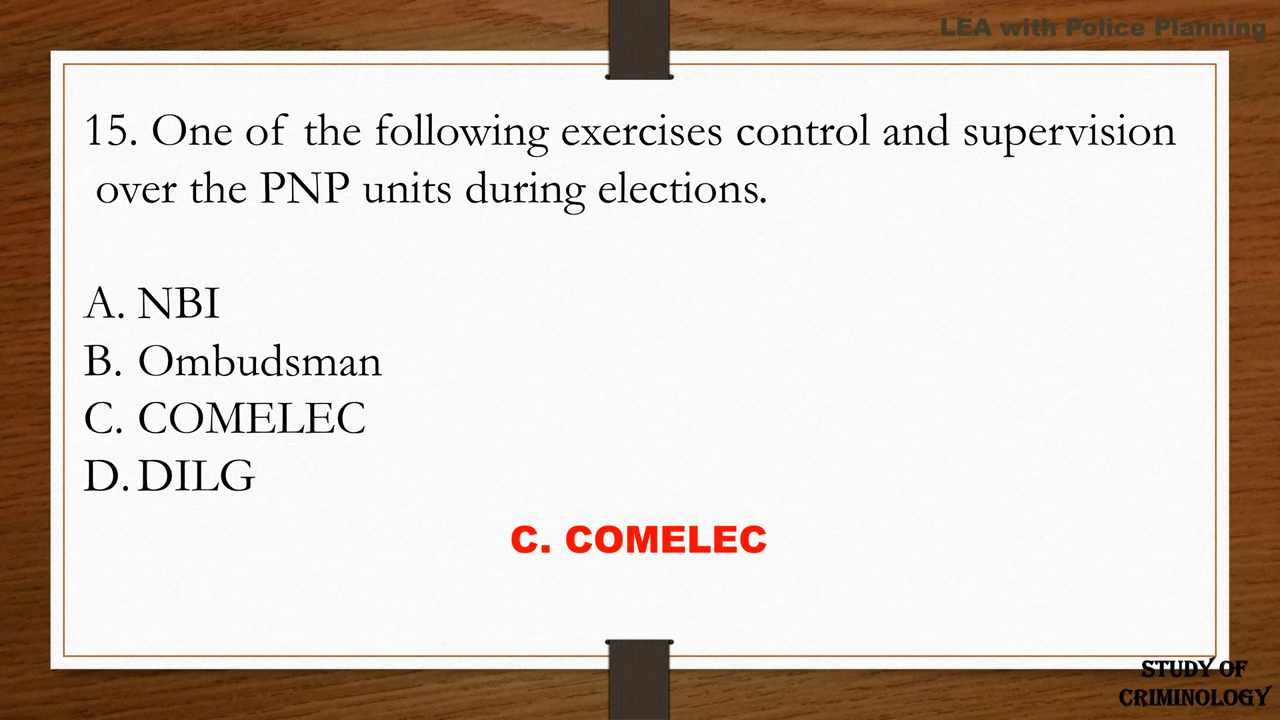 LEA with Police Planning
15. One of the following exercises control and supervision
over the PNP units during elections.
A. NBI
B. Ombudsman
C. COMELEC
D. DILG
C. COMELEC
STUDY OF
CRIMINOLOGY